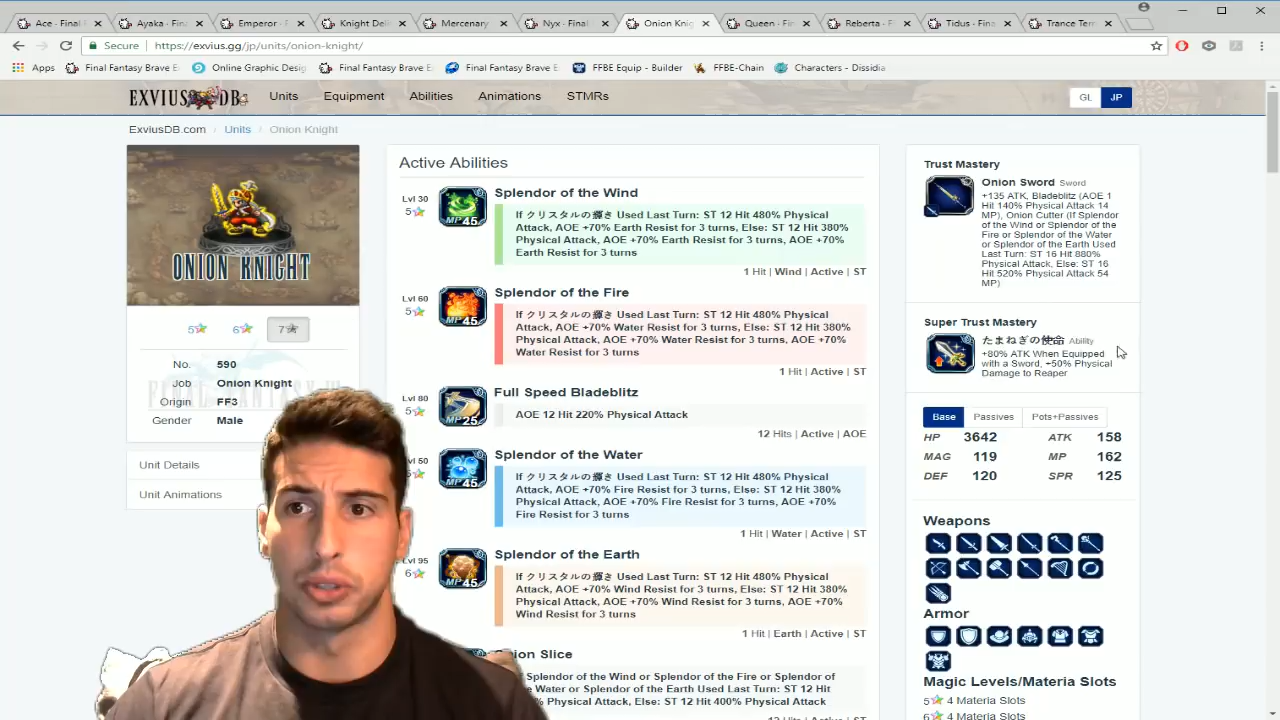 Ace - Final F
Ayaka - Fina
Emperor - F
Knight Deli
Mercenary
Nyx - Final
Onion Knig
Queen - Fin
Reberta - F
Tidus - Fina
Trance Terr
Secure
https://exvius.gg/jp/units/onion-knight/
Apps
Final Fantasy Brave E
Online Graphic Desig
Final Fantasy Brave E
Final Fantasy Brave E
FFBE Equip - Builder
FFBE-Chain
Characters - Dissidia
EXVIUS DB
Units
Equipment
Abilities
Animations
STMRs
GL
JP
ExviusDB.com / Units / Onion Knight
ONION KNIGHT
5
6
7
No. 590
Job Onion Knight
Origin FF3
Gender Male
Unit Details
Unit Animations
Active Abilities
Lvl 30
5
MP45
Splendor of the Wind
If クリスタルの輝き Used Last Turn: ST 12 Hit 480% Physical
Attack, AOE +70% Earth Resist for 3 turns, Else: ST 12 Hit 380%
Physical Attack, AOE +70% Earth Resist for 3 turns, AOE +70%
Earth Resist for 3 turns
1 Hit | Wind | Active | ST
Lvl 60
5
MP45
Splendor of the Fire
If クリスタルの輝き Used Last Turn: ST 12 Hit 480% Physical
Attack, AOE +70% Water Resist for 3 turns, Else: ST 12 Hit 380%
Physical Attack, AOE +70% Water Resist for 3 turns, AOE +70%
Water Resist for 3 turns
1 Hit | Fire | Active | ST
Lvl 80
5
MP25
Full Speed Bladeblitz
AOE 12 Hit 220% Physical Attack
12 Hits | Active | AOE
Lvl 50
MP45
Splendor of the Water
If クリスタルの輝き Used Last Turn: ST 12 Hit 480% Physical
Attack, AOE +70% Fire Resist for 3 turns, Else: ST 12 Hit 380%
Physical Attack, AOE +70% Fire Resist for 3 turns, AOE +70%
Fire Resist for 3 turns
1 Hit | Water | Active | ST
Lvl 95
6
MP45
Splendor of the Earth
If クリスタルの輝き Used Last Turn: ST 12 Hit 480% Physical
Attack, AOE +70% Wind Resist for 3 turns, Else: ST 12 Hit 380%
Physical Attack, AOE +70% Wind Resist for 3 turns, AOE +70%
Wind Resist for 3 turns
1 Hit | Earth | Active | ST
Onion Slice
Splendor of the Wind or Splendor of the Fire or Splendor of
Water or Splendor of the Earth Used Last Turn: ST 12 Hit
Physical Attack, Else: ST 12 Hit 400% Physical Attack
Trust Mastery
Onion Sword Sword
+135 ATK, Bladeblitz (AOE 1
Hit 140% Physical Attack 14
MP), Onion Cutter (If Splendor
of the Wind or Splendor of the
Fire or Splendor of the Water
or Splendor of the Earth Used
Last Turn: ST 16 Hit 880%
Physical Attack, Else: ST 16
Hit 520% Physical Attack 54
MP)
Super Trust Mastery
たまねぎの使命 Ability
+80% ATK When Equipped
with a Sword, +50% Physical
Damage to Reaper
Base
Passives
Pots+Passives
HP 3642 ATK 158
MAG 119 MP 162
DEF 120 SPR 125
Weapons
Armor
Magic Levels/Materia Slots
5 4 Materia Slots
6 4 Materia Slots